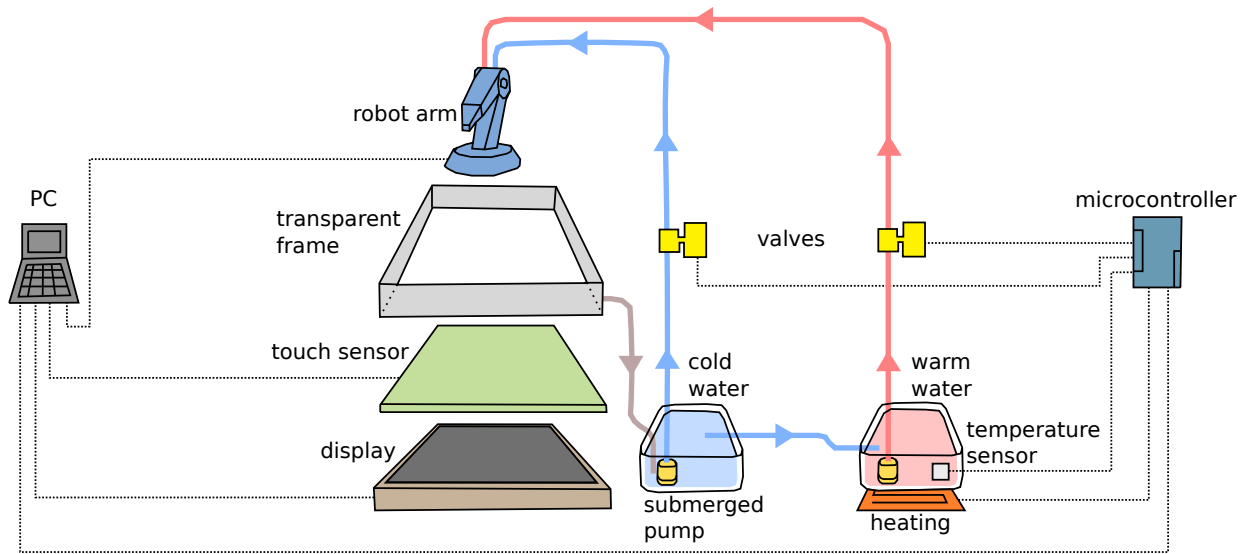 robot arm
PC
microcontroller
transparent
frame
valves
touch sensor
cold
water
warm
water
display
temperature
sensor
submerged
pump
heating